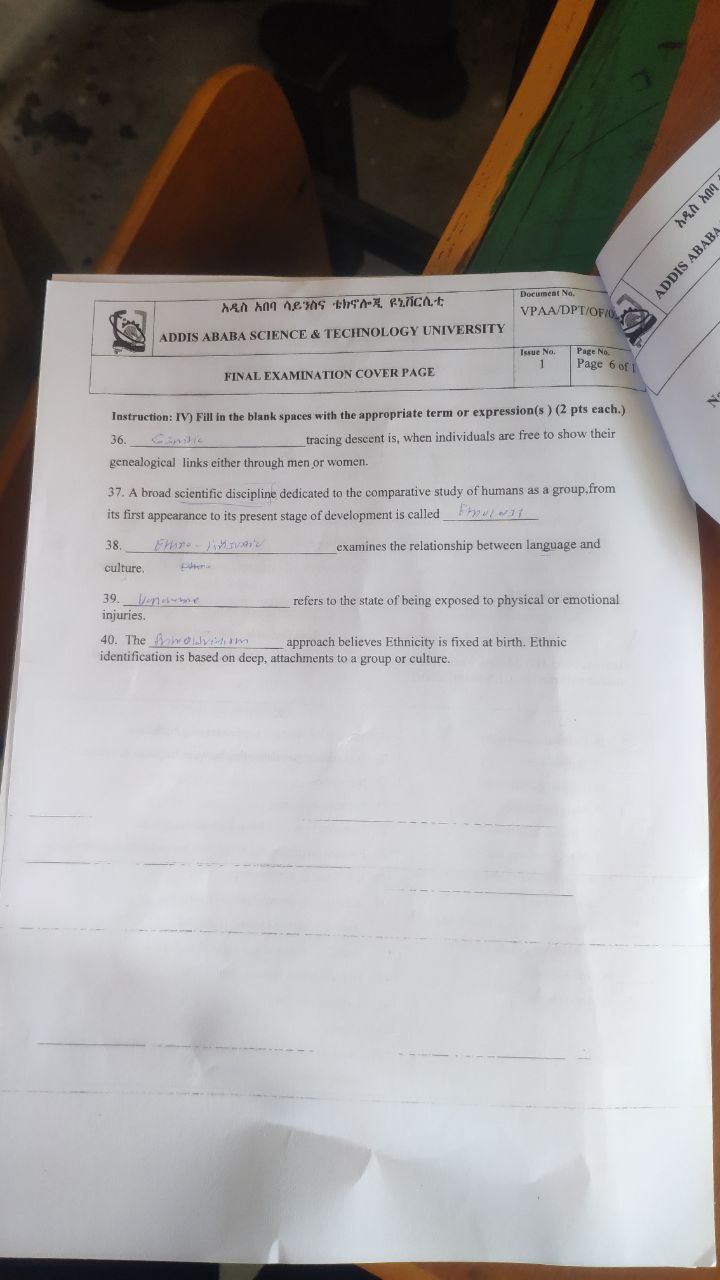 አዲስ አበባ ሳይንስና ቴክኖሎጂ ዩኒቨርሲቲ
ADDIS ABABA SCIENCE & TECHNOLOGY UNIVERSITY
Document No.
VPAA/DPT/OF/0
FINAL EXAMINATION COVER PAGE
Issue No.
1
Page No.
Page 6 of 1
አዲስ አበባ
ADDIS ABABA
Instruction: IV) Fill in the blank spaces with the appropriate term or expression(s ) (2 pts each.)
36. tracing descent is, when individuals are free to show their
genealogical links either through men or women.
37. A broad scientific discipline dedicated to the comparative study of humans as a group,from
its first appearance to its present stage of development is called
38. Ethno - examines the relationship between language and
culture. Ethno
39. refers to the state of being exposed to physical or emotional
injuries.
40. The approach believes Ethnicity is fixed at birth. Ethnic
identification is based on deep, attachments to a group or culture.